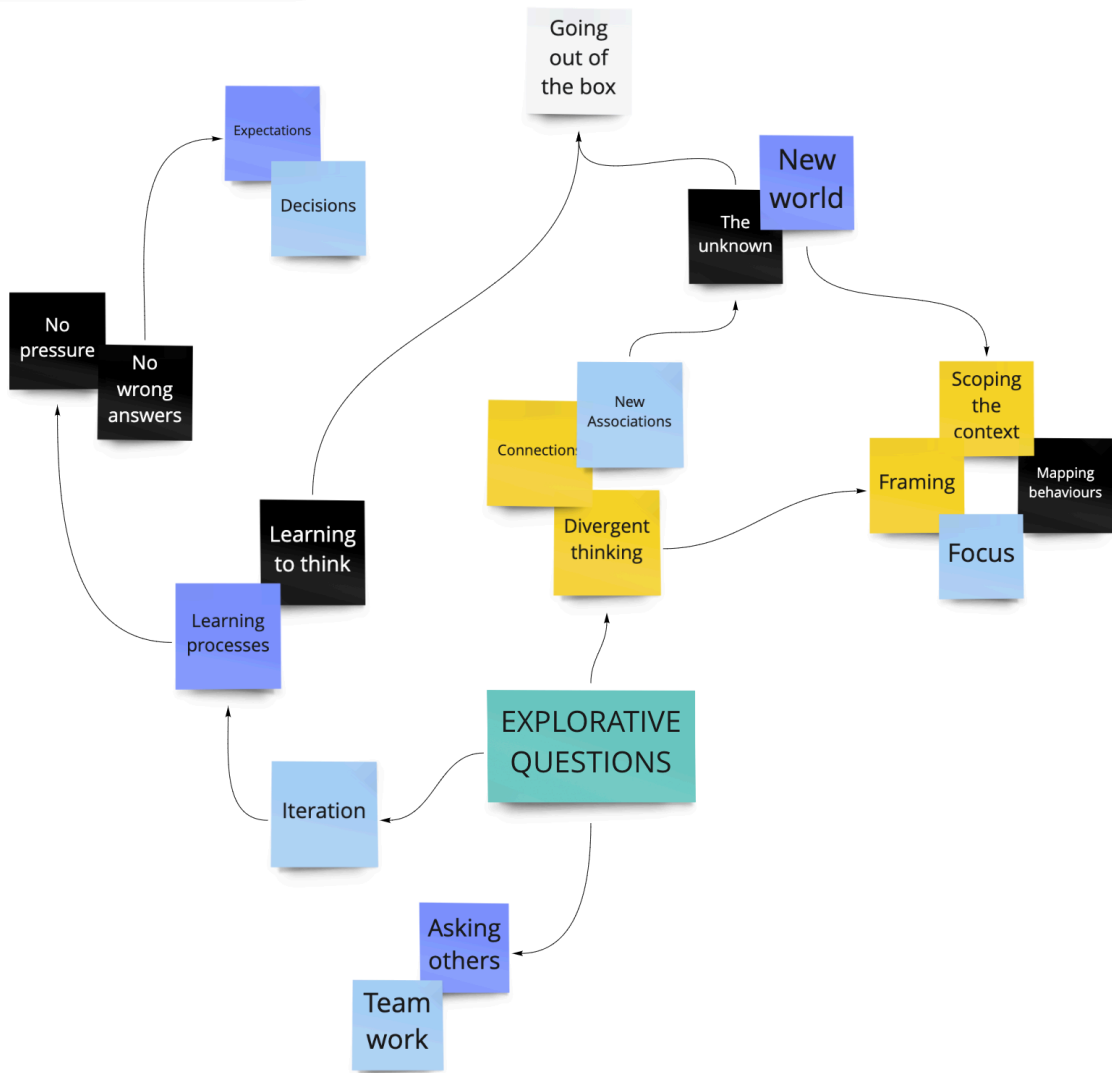 Going
out of
the box
Expectations
Decisions
New
world
The
unknown
No
pressure
No
wrong
answers
New
Associations
Connections
Divergent
thinking
Scoping
the
context
Framing
Mapping
behaviours
Focus
Learning
to think
Learning
processes
EXPLORATIVE
QUESTIONS
Iteration
Asking
others
Team
work